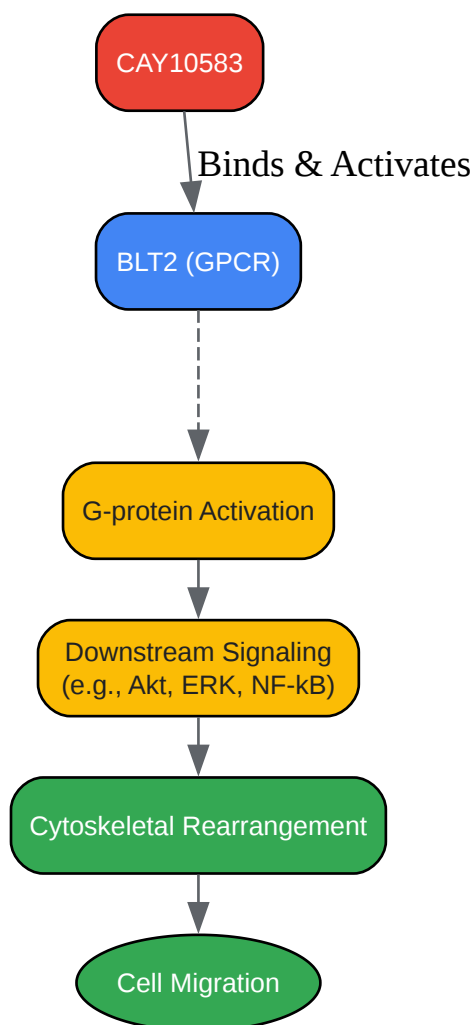 CAY10583
Binds & Activates
BLT2 (GPCR)
G-protein Activation
Downstream Signaling
(e.g., Akt, ERK, NF-kB)
Cytoskeletal Rearrangement
Cell Migration